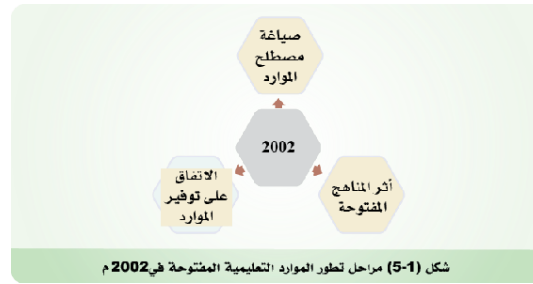 صياغة
مصطلح
الموارد
2002
الاتفاق
على توفير
الموارد
أثر المناهج
المفتوحة
شكل (1-5) مراحل تطور الموارد التعليمية المفتوحة في2002 م